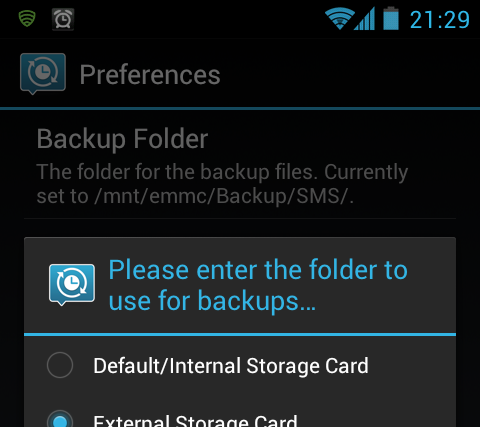 21:29
Preferences
Backup Folder
The folder for the backup files. Currently
set to /mnt/emmc/Backup/SMS/.
Please enter the folder to
use for backups...
Default/Internal Storage Card
External Storage Card